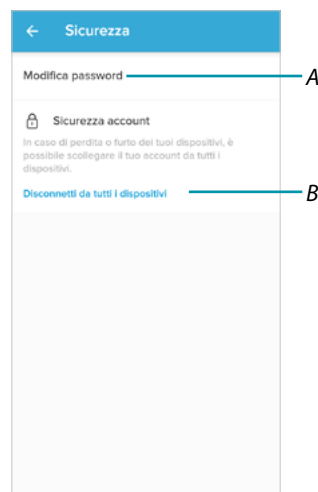 Sicurezza
Modifica password
A
Sicurezza account
In caso di perdita o furto dei tuoi dispositivi, è
possibile scollegare il tuo account da tutti i
dispositivi.
Disconnetti da tutti i dispositivi
B